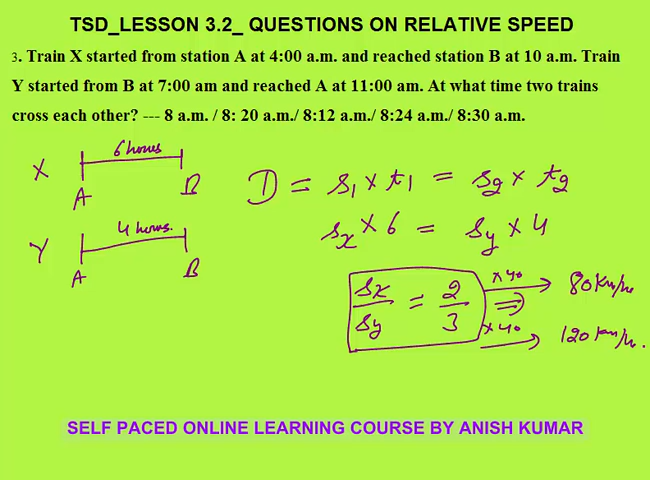 TSD_LESSON 3.2_ QUESTIONS ON RELATIVE SPEED
3. Train X started from station A at 4:00 a.m. and reached station B at 10 a.m. Train
Y started from B at 7:00 am and reached A at 11:00 am. At what time two trains
cross each other? --- 8 a.m. / 8: 20 a.m./ 8:12 a.m./ 8:24 a.m./ 8:30 a.m.
X 6 hours
A B
Y 4 hours.
A B
D = s₁ × t₁ = s₂ × t₂
sₓ × 6 = s_y × 4
sₓ/s_y = 2/3 ⇒
×40 → 80 km/hr
×40 → 120 km/hr.
SELF PACED ONLINE LEARNING COURSE BY ANISH KUMAR